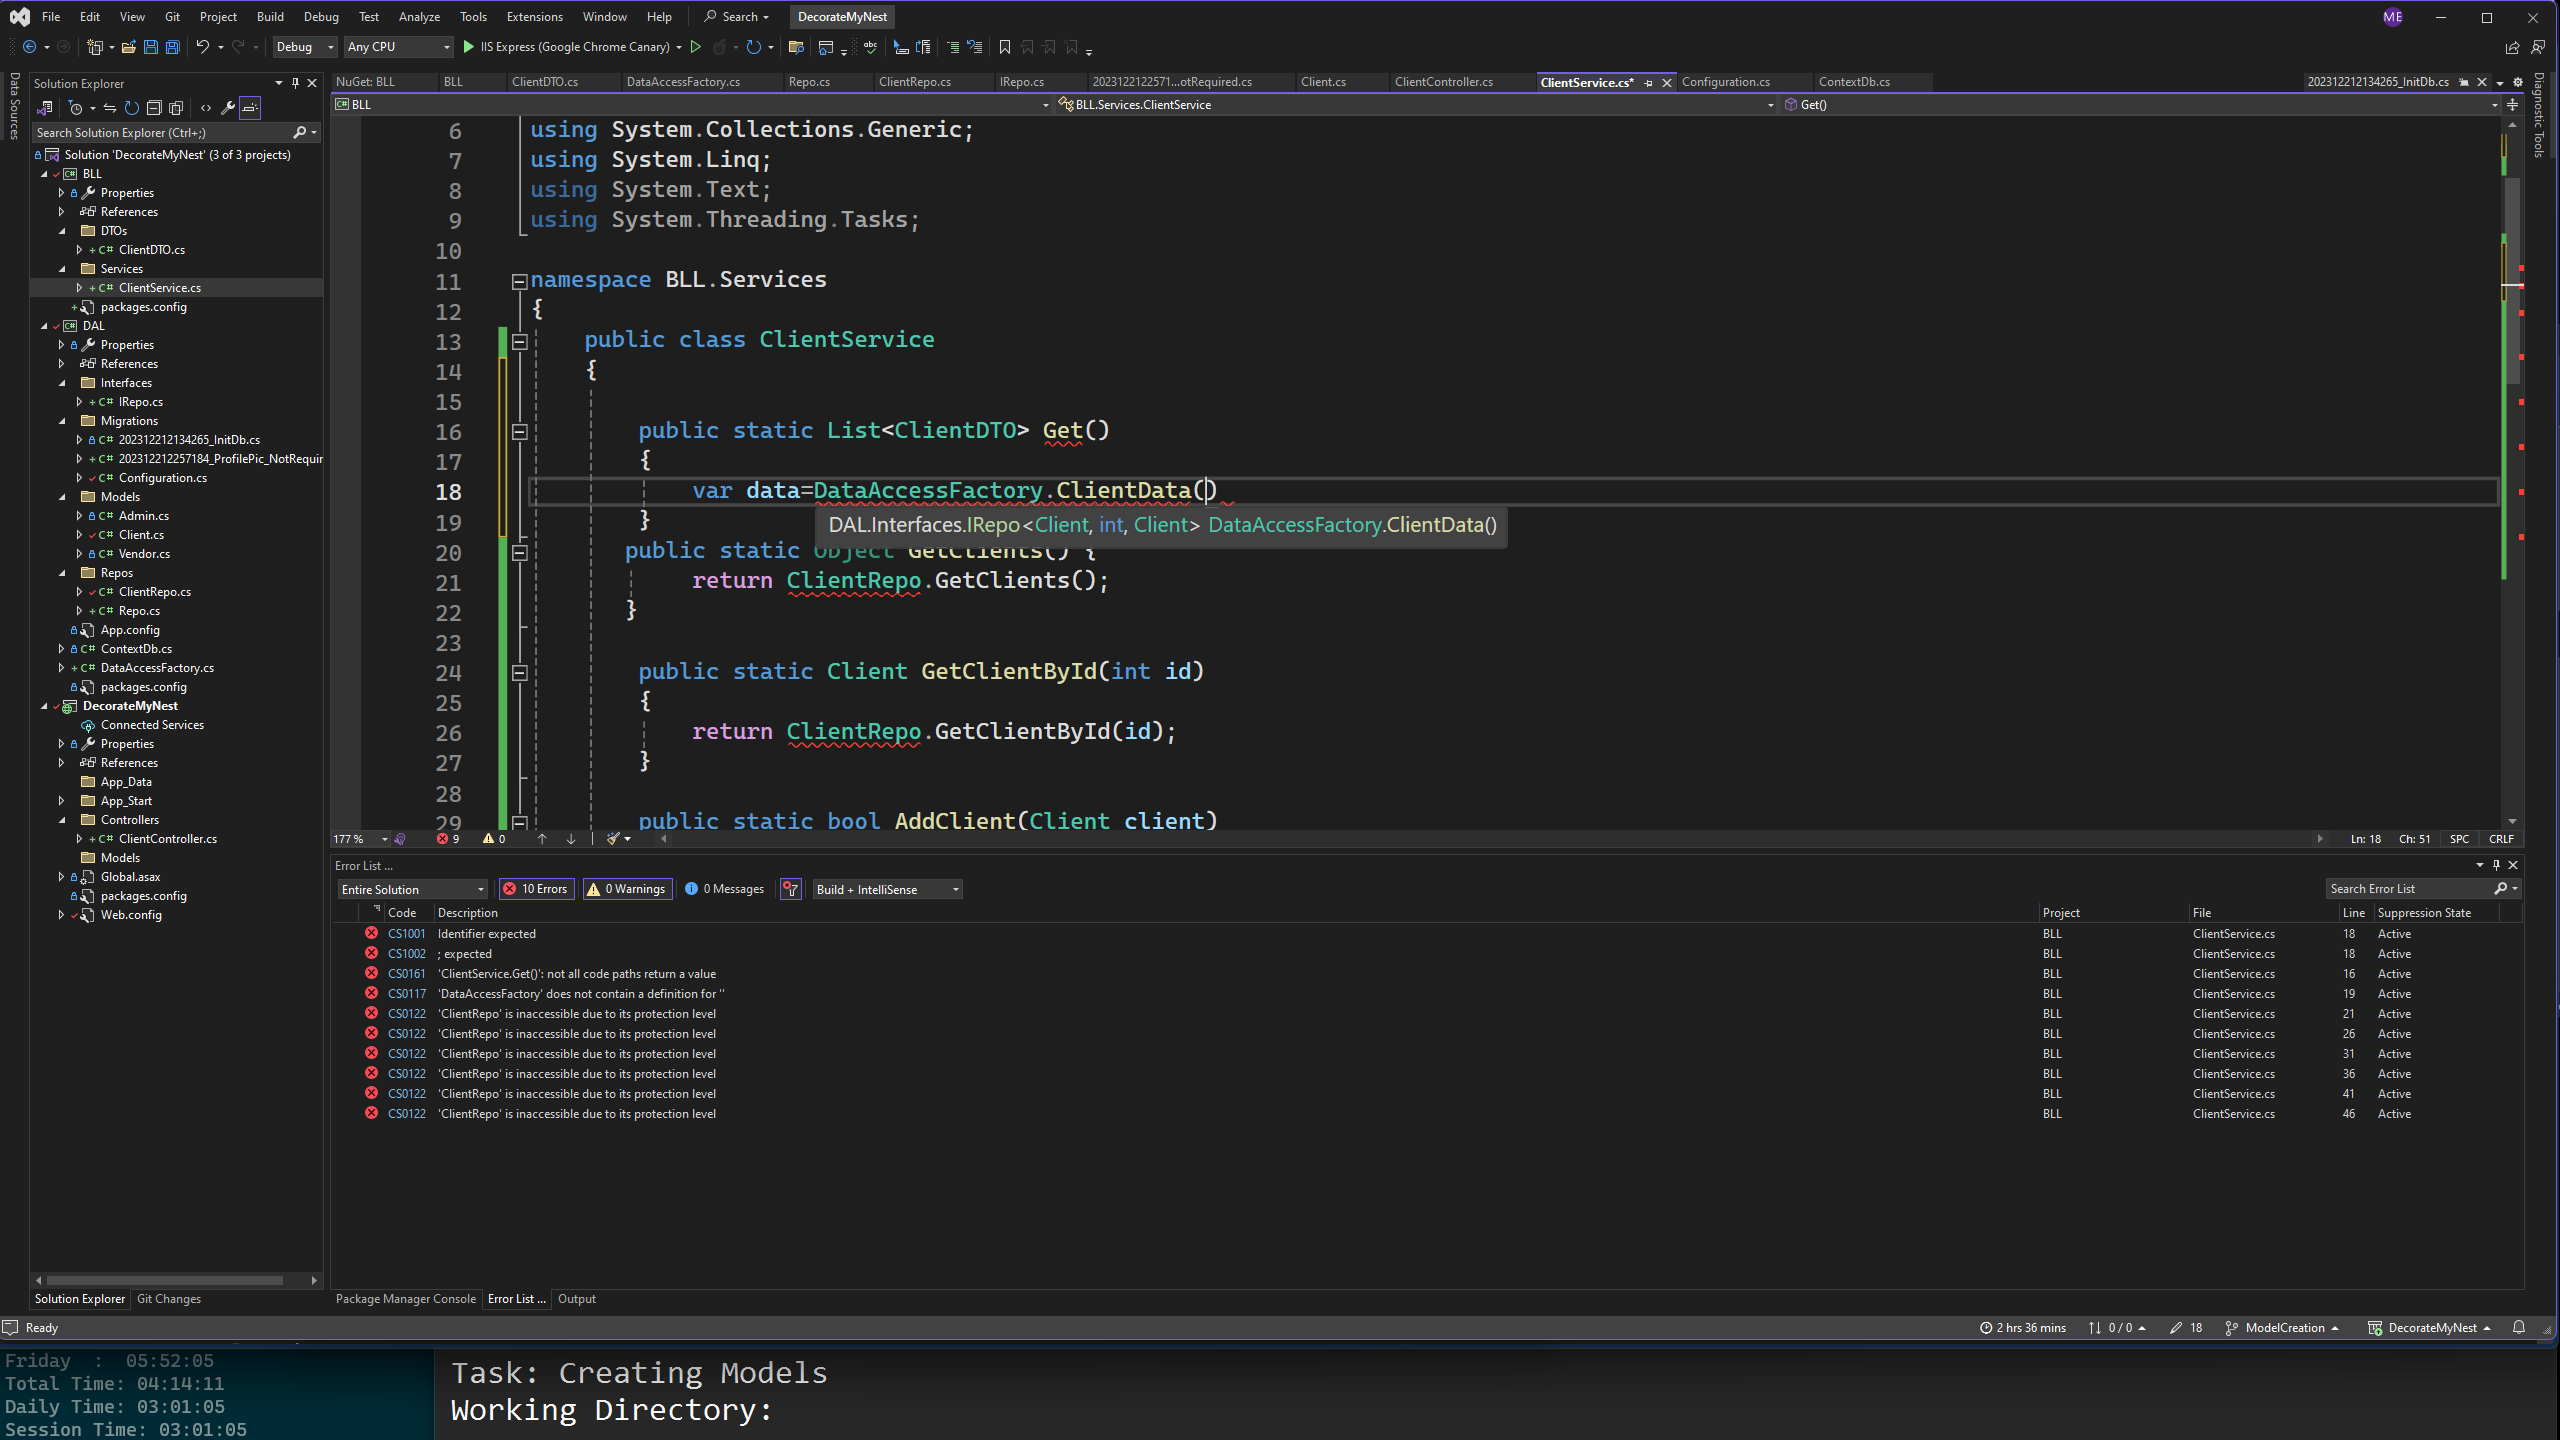 File Edit View Git Project Build Debug Test Analyze Tools Extensions Window Help Search DecorateMyNest ME
Debug Any CPU IIS Express (Google Chrome Canary)
Data Sources
Solution Explorer
Search Solution Explorer (Ctrl+;)
Solution 'DecorateMyNest' (3 of 3 projects)
BLL
Properties
References
DTOs
C# ClientDTO.cs
Services
C# ClientService.cs
packages.config
DAL
Properties
References
Interfaces
C# IRepo.cs
Migrations
C# 202312212134265_InitDb.cs
C# 202312212257184_ProfilePic_NotRequir
C# Configuration.cs
Models
C# Admin.cs
C# Client.cs
C# Vendor.cs
Repos
C# ClientRepo.cs
C# Repo.cs
App.config
C# ContextDb.cs
C# DataAccessFactory.cs
packages.config
DecorateMyNest
Connected Services
Properties
References
App_Data
App_Start
Controllers
C# ClientController.cs
Models
Global.asax
packages.config
Web.config
Solution Explorer Git Changes
NuGet: BLL BLL ClientDTO.cs DataAccessFactory.cs Repo.cs ClientRepo.cs IRepo.cs 202312212257​1...otRequired.cs Client.cs ClientController.cs ClientService.cs* Configuration.cs ContextDb.cs 202312212134265_InitDb.cs
BLL BLL.Services.ClientService Get()
Diagnostic Tools
6 using System.Collections.Generic;
7 using System.Linq;
8 using System.Text;
9 using System.Threading.Tasks;
10
11 namespace BLL.Services
12 {
13 public class ClientService
14 {
15
16 public static List<ClientDTO> Get()
17 {
18 var data=DataAccessFactory.ClientData()
19 }
DAL.Interfaces.IRepo<Client, int, Client> DataAccessFactory.ClientData()
20 public static Object GetClients() {
21 return ClientRepo.GetClients();
22 }
23
24 public static Client GetClientById(int id)
25 {
26 return ClientRepo.GetClientById(id);
27 }
28
29 public static bool AddClient(Client client)
177 % 9 0 Ln: 18 Ch: 51 SPC CRLF
Error List ...
Entire Solution 10 Errors 0 Warnings 0 Messages Build + IntelliSense Search Error List
Code Description Project File Line Suppression State
CS1001 Identifier expected BLL ClientService.cs 18 Active
CS1002 ; expected BLL ClientService.cs 18 Active
CS0161 'ClientService.Get()': not all code paths return a value BLL ClientService.cs 16 Active
CS0117 'DataAccessFactory' does not contain a definition for '' BLL ClientService.cs 19 Active
CS0122 'ClientRepo' is inaccessible due to its protection level BLL ClientService.cs 21 Active
CS0122 'ClientRepo' is inaccessible due to its protection level BLL ClientService.cs 26 Active
CS0122 'ClientRepo' is inaccessible due to its protection level BLL ClientService.cs 31 Active
CS0122 'ClientRepo' is inaccessible due to its protection level BLL ClientService.cs 36 Active
CS0122 'ClientRepo' is inaccessible due to its protection level BLL ClientService.cs 41 Active
CS0122 'ClientRepo' is inaccessible due to its protection level BLL ClientService.cs 46 Active
Package Manager Console Error List ... Output
Ready 2 hrs 36 mins 0 / 0 18 ModelCreation DecorateMyNest
Friday : 05:52:05
Total Time: 04:14:11
Daily Time: 03:01:05
Session Time: 03:01:05
Task: Creating Models
Working Directory: